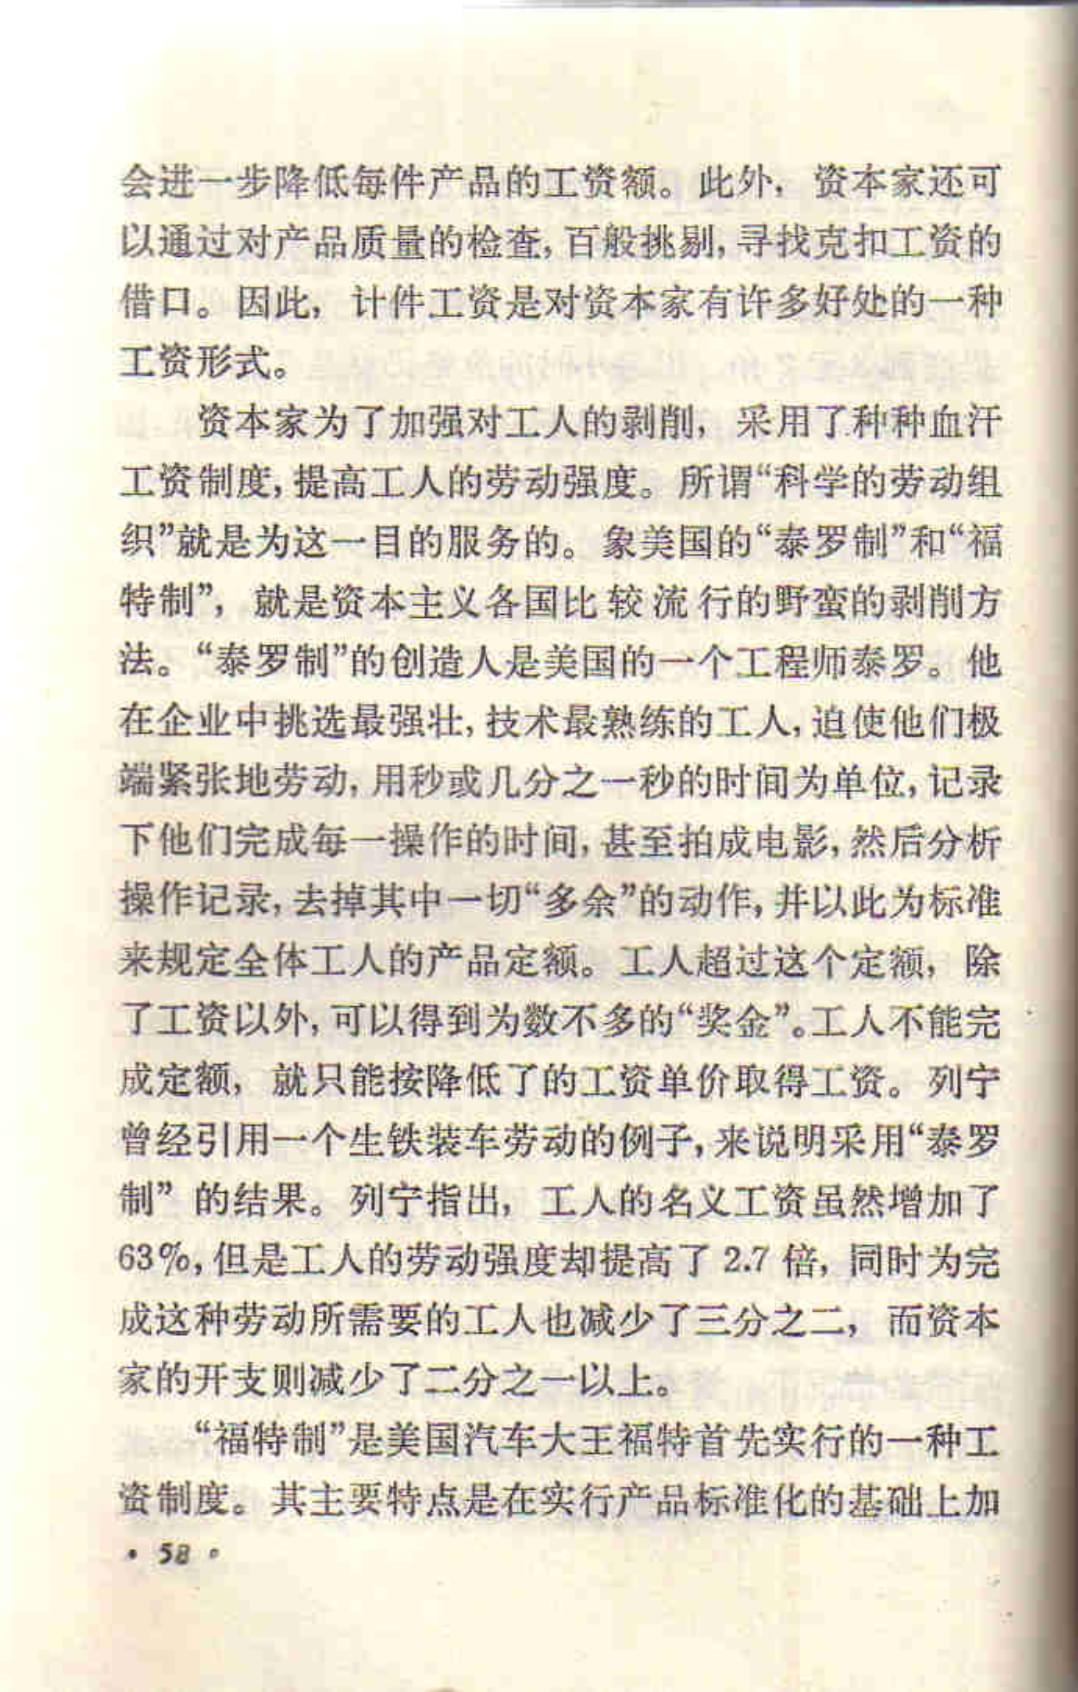 会进一步降低每件产品的工资额。此外，资本家还可
以通过对产品质量的检查，百般挑剔，寻找克扣工资的
借口。因此，计件工资是对资本家有许多好处的一种
工资形式。
资本家为了加强对工人的剥削，采用了种种血汗
工资制度，提高工人的劳动强度。所谓“科学的劳动组
织”就是为这一目的服务的。象美国的“泰罗制”和“福
特制”，就是资本主义各国比较流行的野蛮的剥削方
法。“泰罗制”的创造人是美国的一个工程师泰罗。他
在企业中挑选最强壮，技术最熟练的工人，迫使他们极
端紧张地劳动，用秒或几分之一秒的时间为单位，记录
下他们完成每一操作的时间，甚至拍成电影，然后分析
操作记录，去掉其中一切“多余”的动作，并以此为标准
来规定全体工人的产品定额。工人超过这个定额，除
了工资以外，可以得到为数不多的“奖金”。工人不能完
成定额，就只能按降低了的工资单价取得工资。列宁
曾经引用一个生铁装车劳动的例子，来说明采用“泰罗
制”的结果。列宁指出，工人的名义工资虽然增加了
63%，但是工人的劳动强度却提高了2.7倍，同时为完
成这种劳动所需要的工人也减少了三分之二，而资本
家的开支则减少了二分之一以上。
“福特制”是美国汽车大王福特首先实行的一种工
资制度。其主要特点是在实行产品标准化的基础上加
· 58 ·